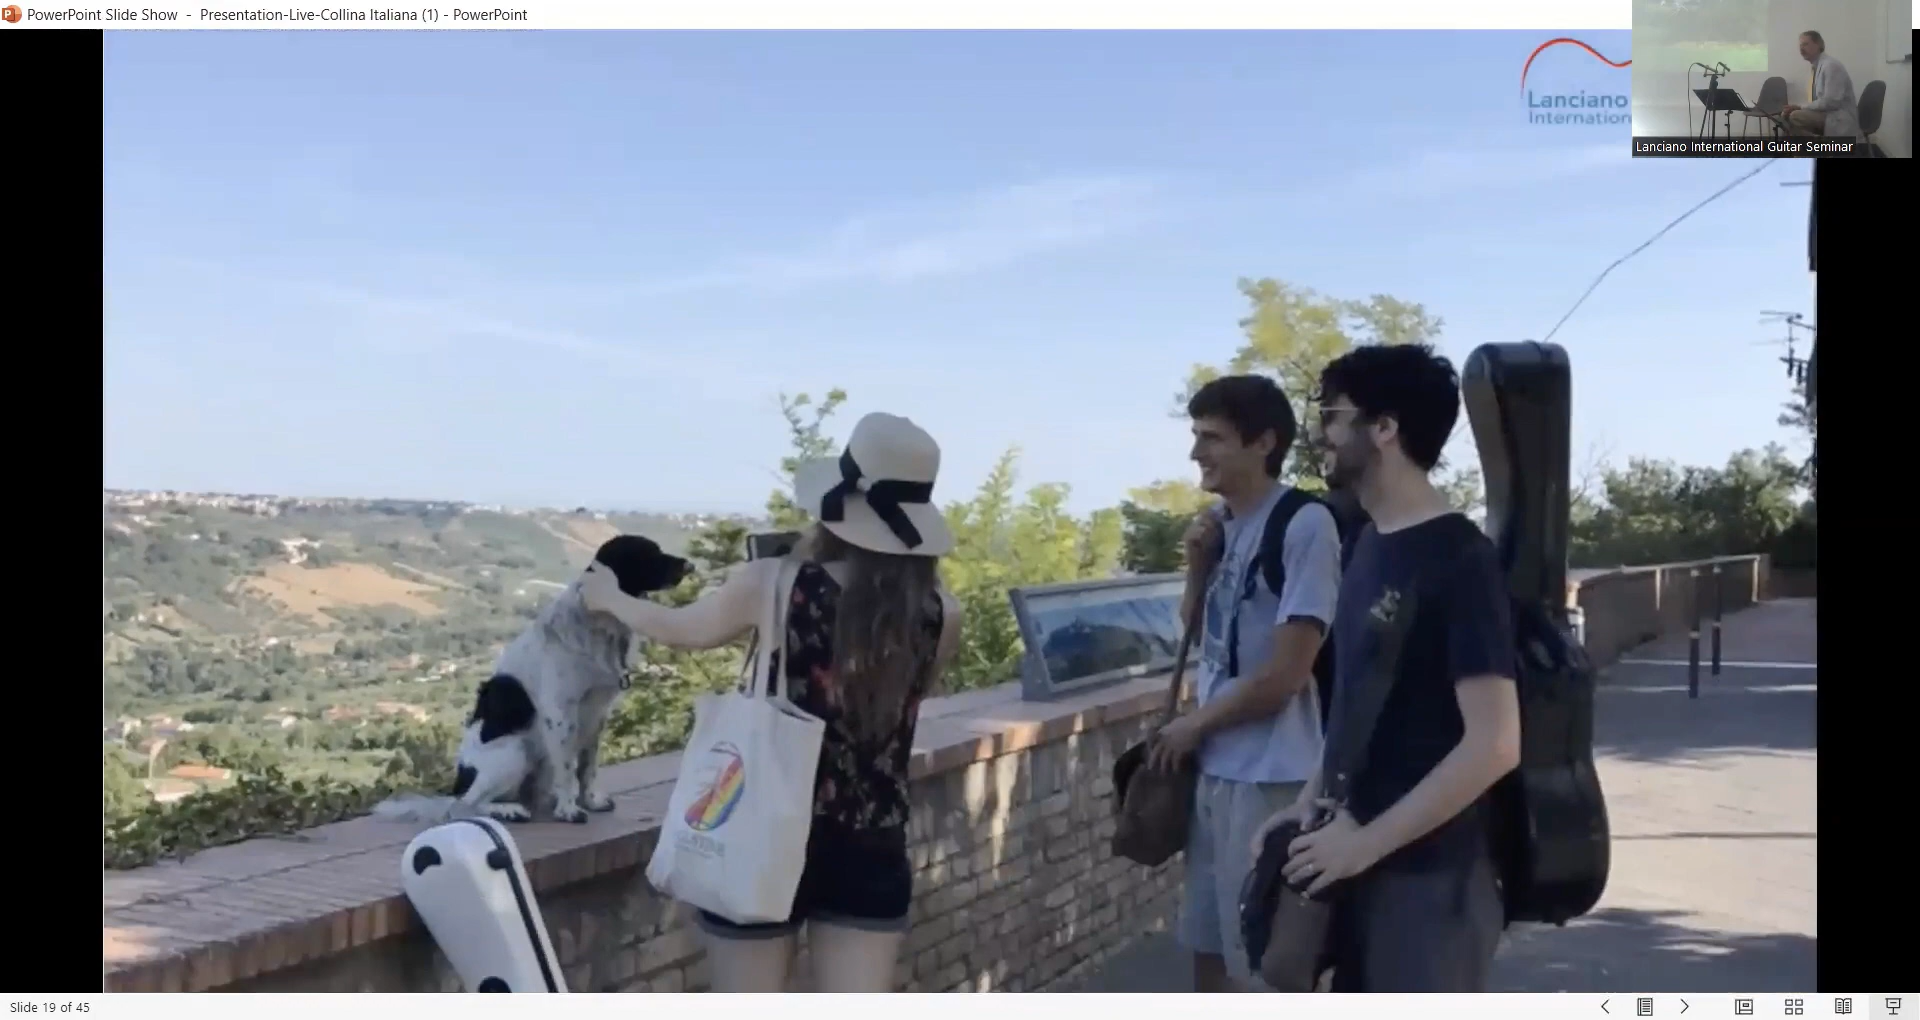 PowerPoint Slide Show - Presentation-Live-Collina Italiana (1) - PowerPoint
Lanciano
Internation
Lanciano International Guitar Seminar
Slide 19 of 45